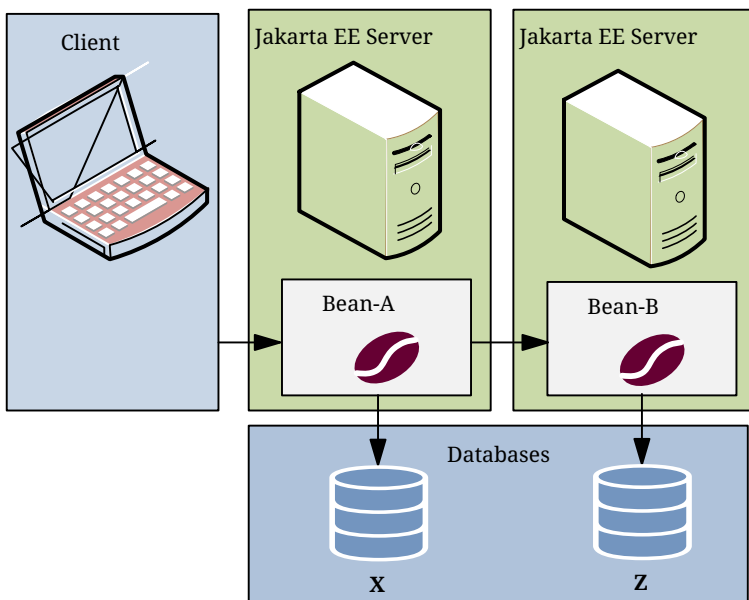 Client
Jakarta EE Server
Jakarta EE Server
Bean-A
Bean-B
Databases
X
Z